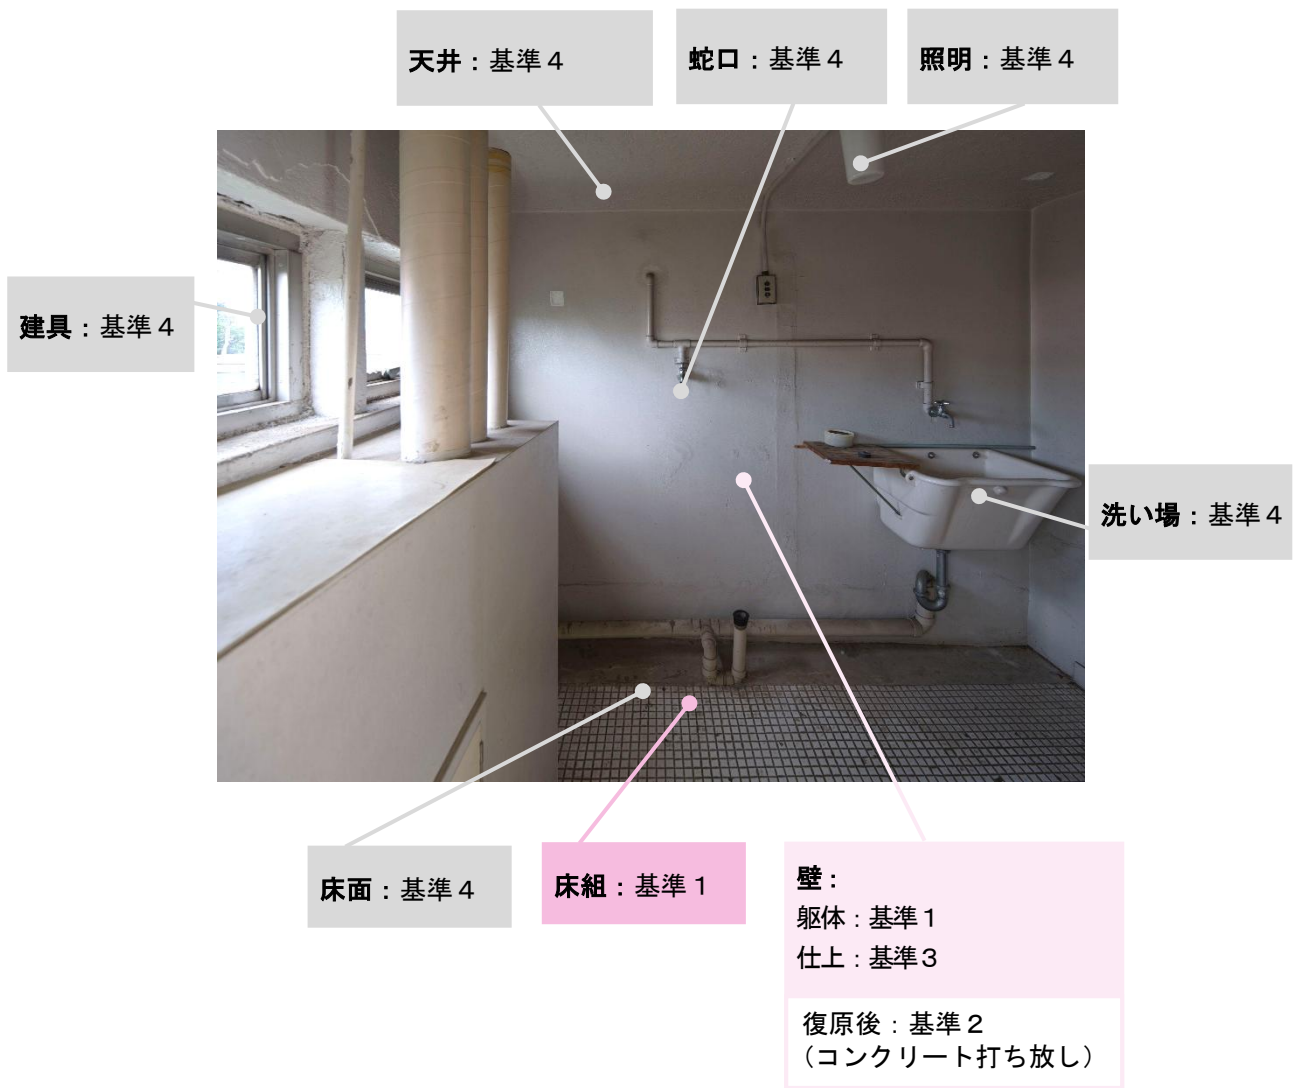 天井：基準４
蛇口：基準４
照明：基準４
建具：基準４
洗い場：基準４
床面：基準４
床組：基準１
壁：
躯体：基準１
仕上：基準３
復原後：基準２
（コンクリート打ち放し）